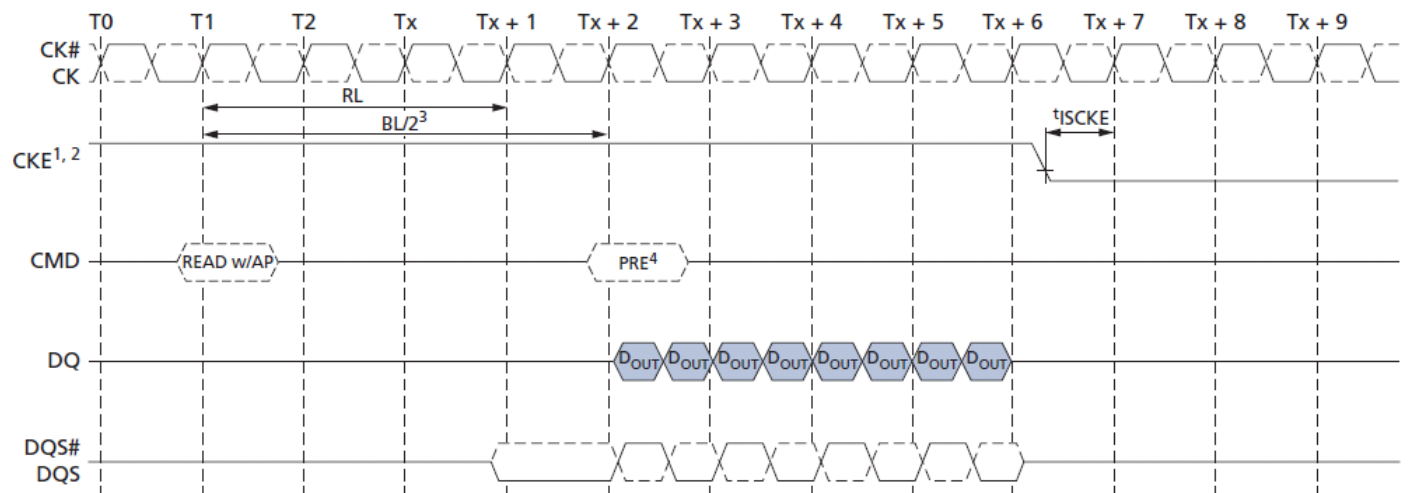 T0 T1 T2 Tx Tx + 1 Tx + 2 Tx + 3 Tx + 4 Tx + 5 Tx + 6 Tx + 7 Tx + 8 Tx + 9
CK#
CK
RL
BL/2³
tISCKE
CKE¹, ²
CMD READ w/AP PRE⁴
DQ DOUT DOUT DOUT DOUT DOUT DOUT DOUT DOUT
DQS#
DQS